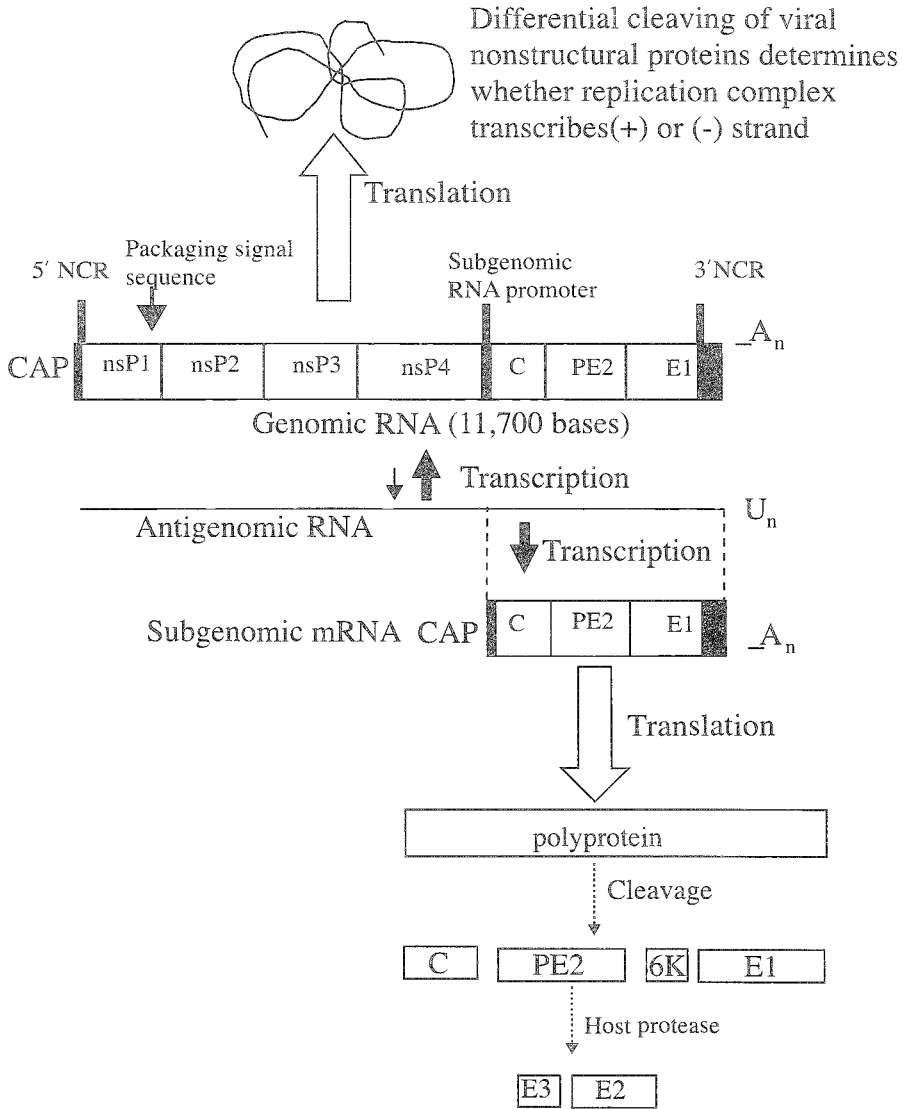 Differential cleaving of viral
nonstructural proteins determines
whether replication complex
transcribes(+) or (-) strand
Translation
Packaging signal
sequence
5' NCR
Subgenomic
RNA promoter
3'NCR
_An
CAP
nsP1
nsP2
nsP3
nsP4
C
PE2
E1
Genomic RNA (11,700 bases)
Transcription
Antigenomic RNA
Un
Transcription
Subgenomic mRNA CAP
C
PE2
E1
_An
Translation
polyprotein
Cleavage
C
PE2
6K
E1
Host protease
E3
E2